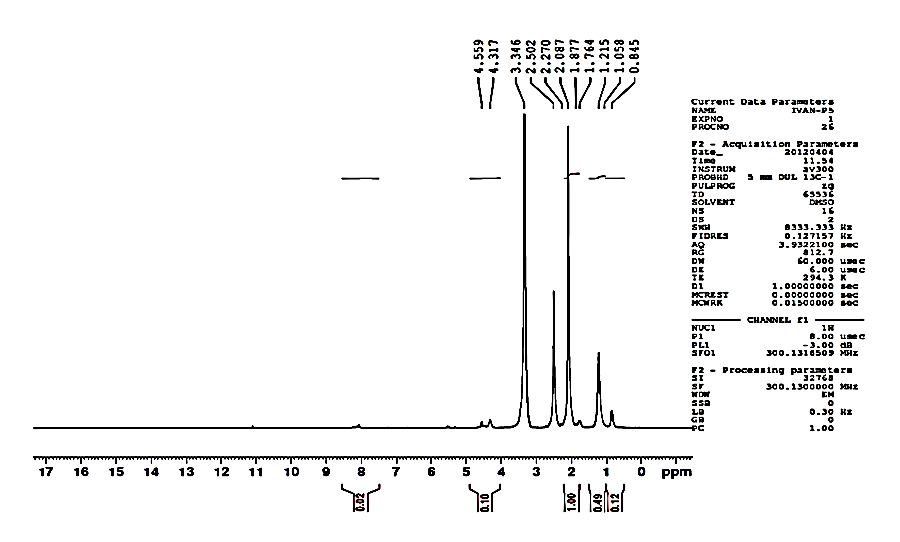 4.559
4.317
3.346
2.502
2.270
2.087
1.877
1.764
1.215
1.058
0.845
Current Data Parameters
NAME IVAN-P5
EXPNO 1
PROCNO 26
F2 - Acquisition Parameters
Date_ 20120404
Time 11.54
INSTRUM av300
PROBHD 5 mm DUL 13C-1
PULPROG zg
TD 65536
SOLVENT DMSO
NS 16
DS 2
SWH 8333.333 Hz
FIDRES 0.127157 Hz
AQ 3.9322100 sec
RG 812.7
DW 60.000 usec
DE 6.00 usec
TE 294.3 K
D1 1.00000000 sec
MCREST 0.00000000 sec
MCWRK 0.01500000 sec
CHANNEL f1
NUC1 1H
P1 8.00 usec
PL1 -3.00 dB
SFO1 300.1318509 MHz
F2 - Processing parameters
SI 32768
SF 300.1300000 MHz
WDW EM
SSB 0
LB 0.30 Hz
GB 0
PC 1.00
17 16 15 14 13 12 11 10 9 8 7 6 5 4 3 2 1 0 ppm
0.02
0.10
1.00
0.49
0.12